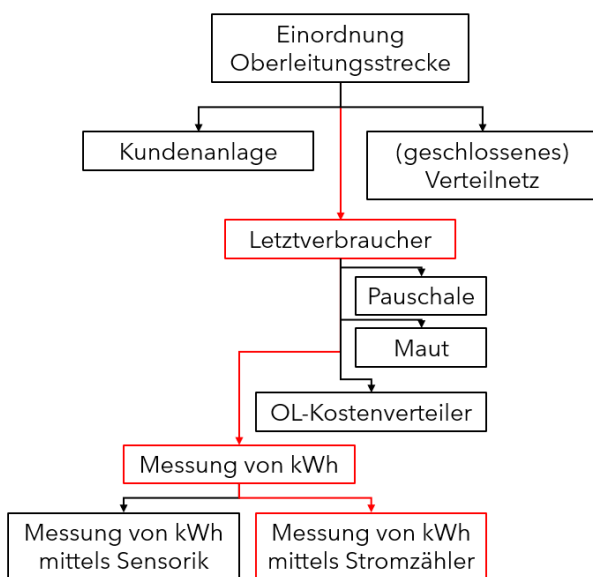 Einordnung
Oberleitungsstrecke
Kundenanlage
(geschlossenes)
Verteilnetz
Letztverbraucher
Pauschale
Maut
OL-Kostenverteiler
Messung von kWh
Messung von kWh
mittels Sensorik
Messung von kWh
mittels Stromzähler